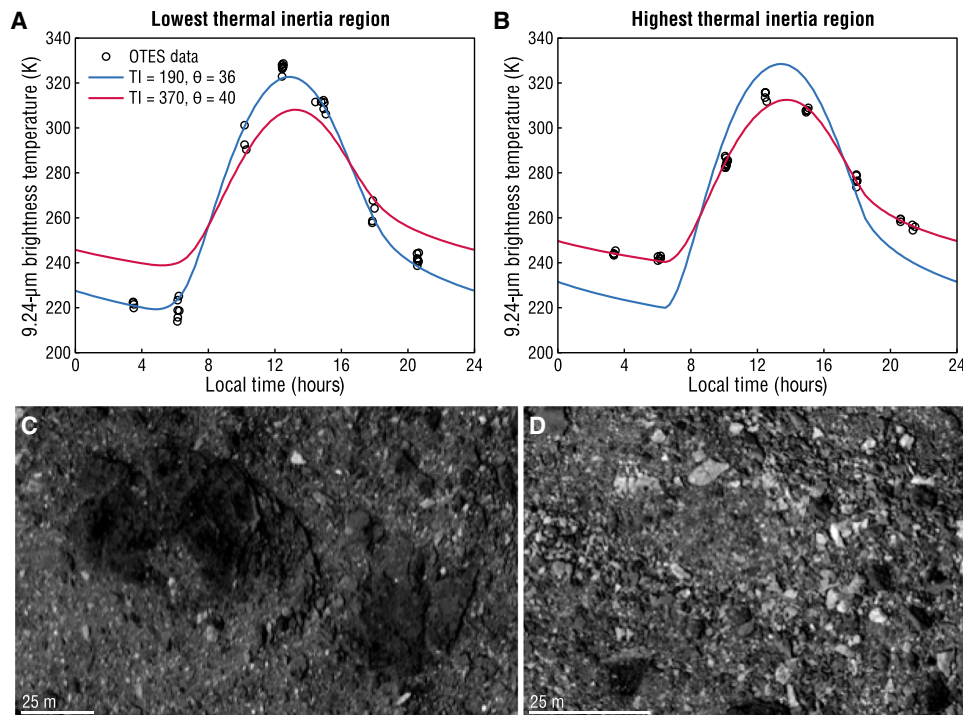 A
Lowest thermal inertia region
9.24-µm brightness temperature (K)
340
320
300
280
260
240
220
200
OTES data
TI = 190, θ = 36
TI = 370, θ = 40
0 4 8 12 16 20 24
Local time (hours)
B
Highest thermal inertia region
9.24-µm brightness temperature (K)
340
320
300
280
260
240
220
200
0 4 8 12 16 20 24
Local time (hours)
C
25 m
D
25 m